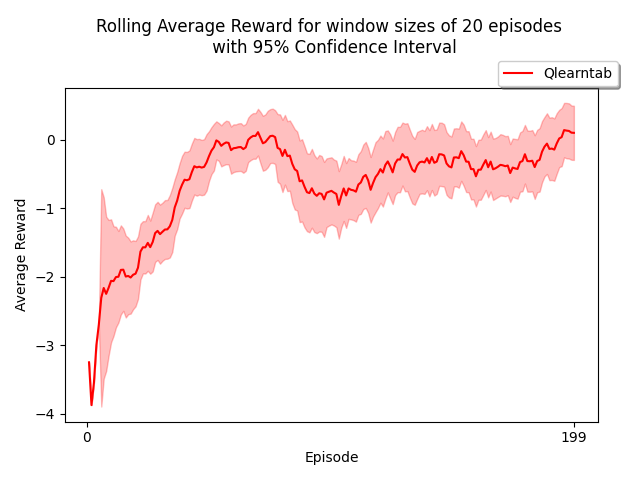 Rolling Average Reward for window sizes of 20 episodes
with 95% Confidence Interval
Qlearntab
0
−1
−2
−3
−4
Average Reward
0
199
Episode